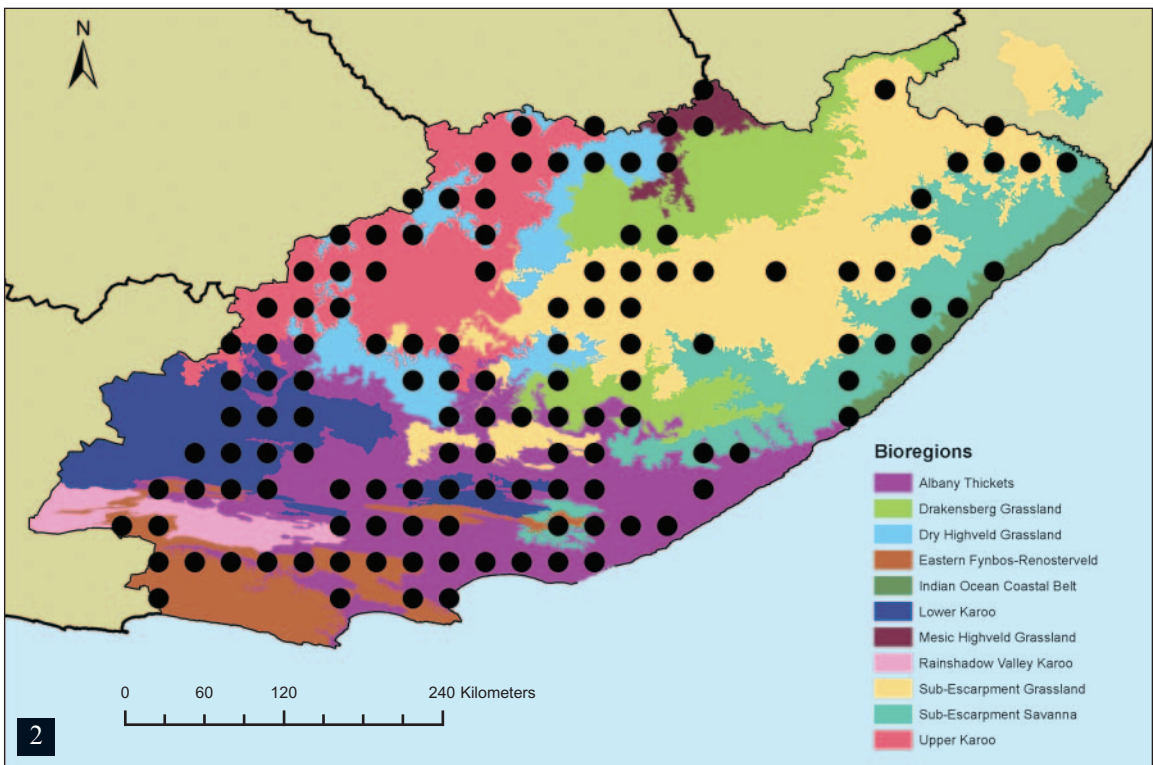 N
Bioregions
Albany Thickets
Drakensberg Grassland
Dry Highveld Grassland
Eastern Fynbos-Renosterveld
Indian Ocean Coastal Belt
Lower Karoo
Mesic Highveld Grassland
Rainshadow Valley Karoo
Sub-Escarpment Grassland
Sub-Escarpment Savanna
Upper Karoo
0 60 120 240 Kilometers
2